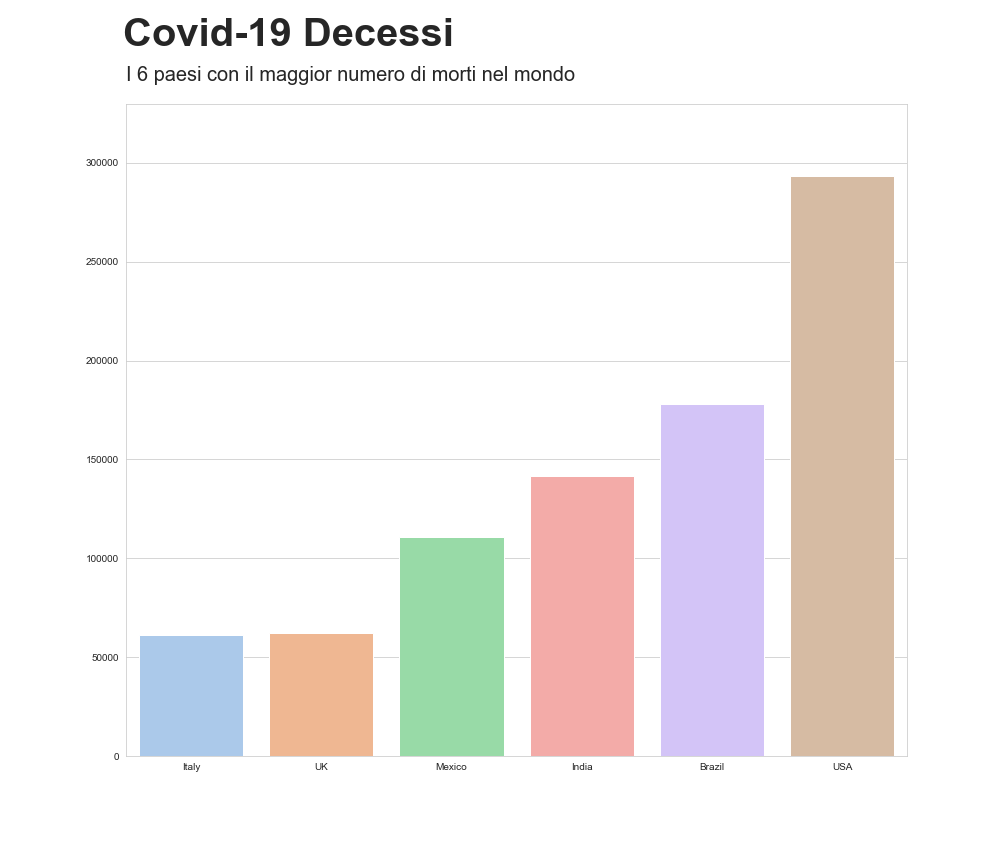 Covid-19 Decessi
I 6 paesi con il maggior numero di morti nel mondo
300000
250000
200000
150000
100000
50000
0
Italy UK Mexico India Brazil USA